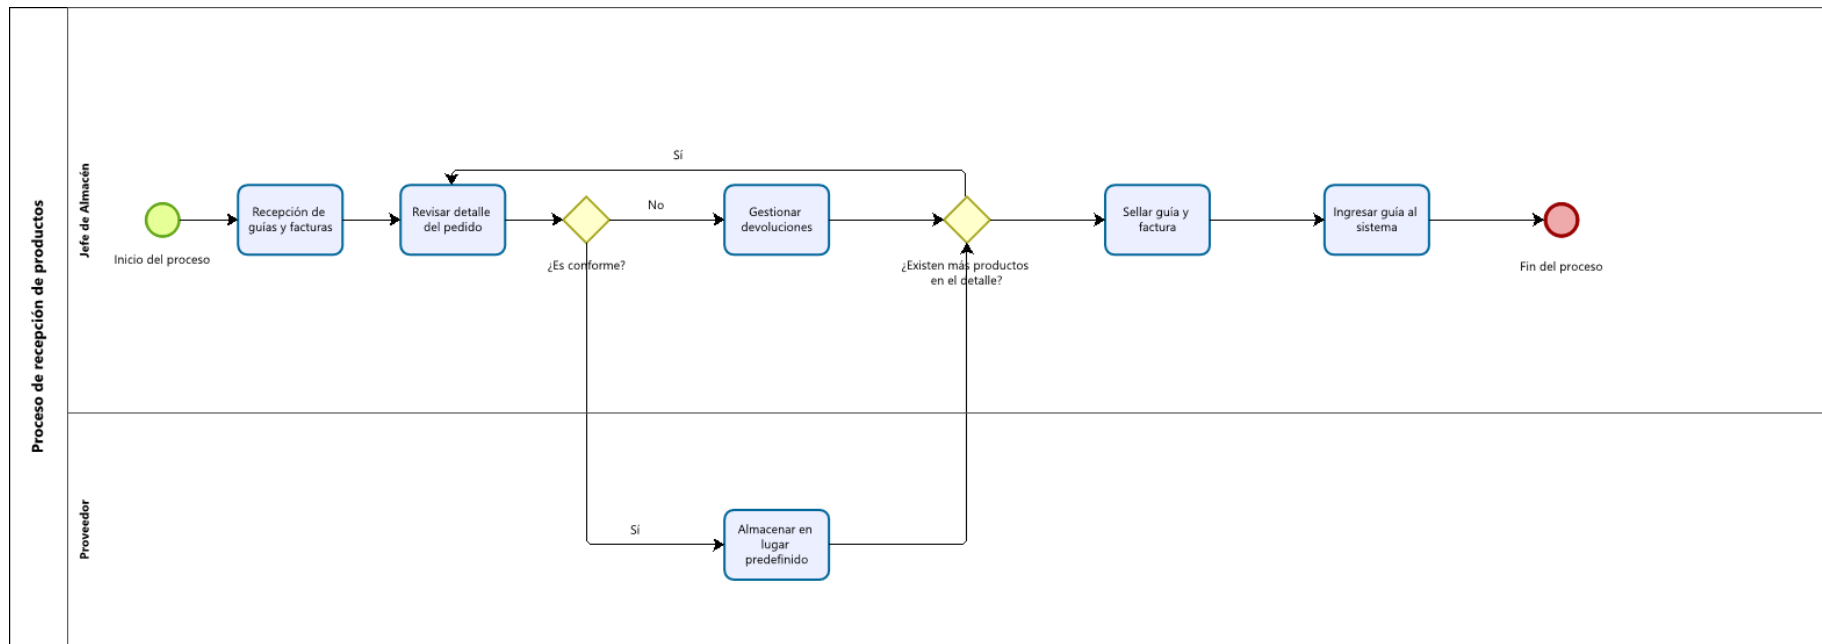 Proceso de recepción de productos
Jefe de Almacén
Inicio del proceso
Recepción de
guías y facturas
Revisar detalle
del pedido
¿Es conforme?
No
Sí
Gestionar
devoluciones
¿Existen más productos
en el detalle?
Sellar guía y
factura
Ingresar guía al
sistema
Fin del proceso
Proveedor
Sí
Almacenar en
lugar
predefinido